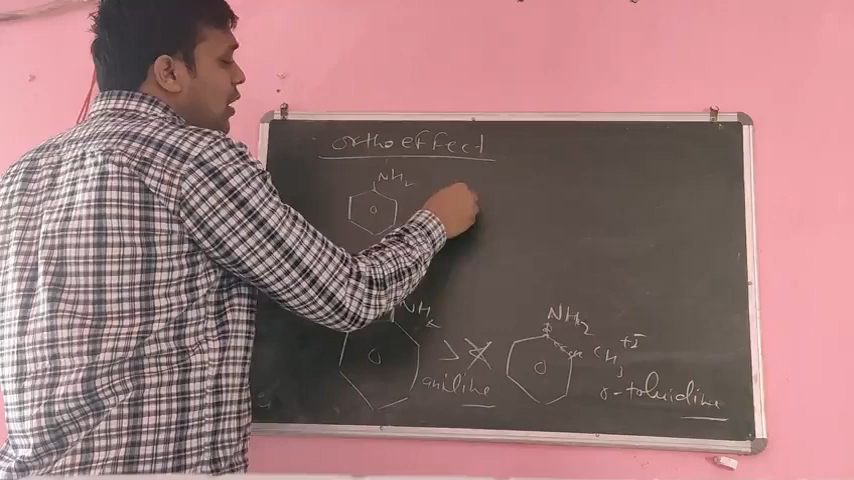 ortho effect
NH2
NH2
NH2
> <
CH3 +I
aniline
o-toluidine